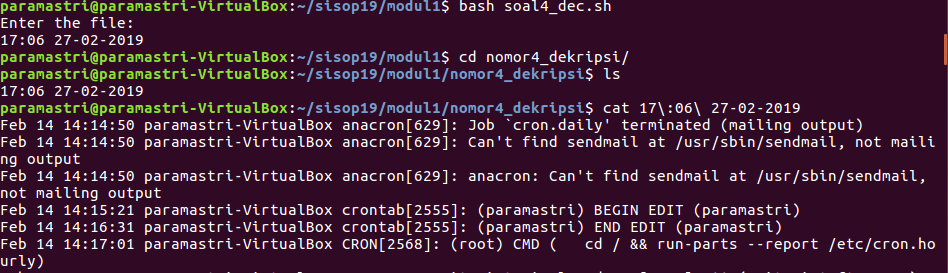 paramastri@paramastri-VirtualBox:~/sisop19/modul1$ bash soal4_dec.sh
Enter the file:
17:06 27-02-2019
paramastri@paramastri-VirtualBox:~/sisop19/modul1$ cd nomor4_dekripsi/
paramastri@paramastri-VirtualBox:~/sisop19/modul1/nomor4_dekripsi$ ls
17:06 27-02-2019
paramastri@paramastri-VirtualBox:~/sisop19/modul1/nomor4_dekripsi$ cat 17\:06\ 27-02-2019
Feb 14 14:14:50 paramastri-VirtualBox anacron[629]: Job `cron.daily' terminated (mailing output)
Feb 14 14:14:50 paramastri-VirtualBox anacron[629]: Can't find sendmail at /usr/sbin/sendmail, not maili
ng output
Feb 14 14:14:50 paramastri-VirtualBox anacron[629]: anacron: Can't find sendmail at /usr/sbin/sendmail,
not mailing output
Feb 14 14:15:21 paramastri-VirtualBox crontab[2555]: (paramastri) BEGIN EDIT (paramastri)
Feb 14 14:16:31 paramastri-VirtualBox crontab[2555]: (paramastri) END EDIT (paramastri)
Feb 14 14:17:01 paramastri-VirtualBox CRON[2568]: (root) CMD (   cd / && run-parts --report /etc/cron.ho
urly)